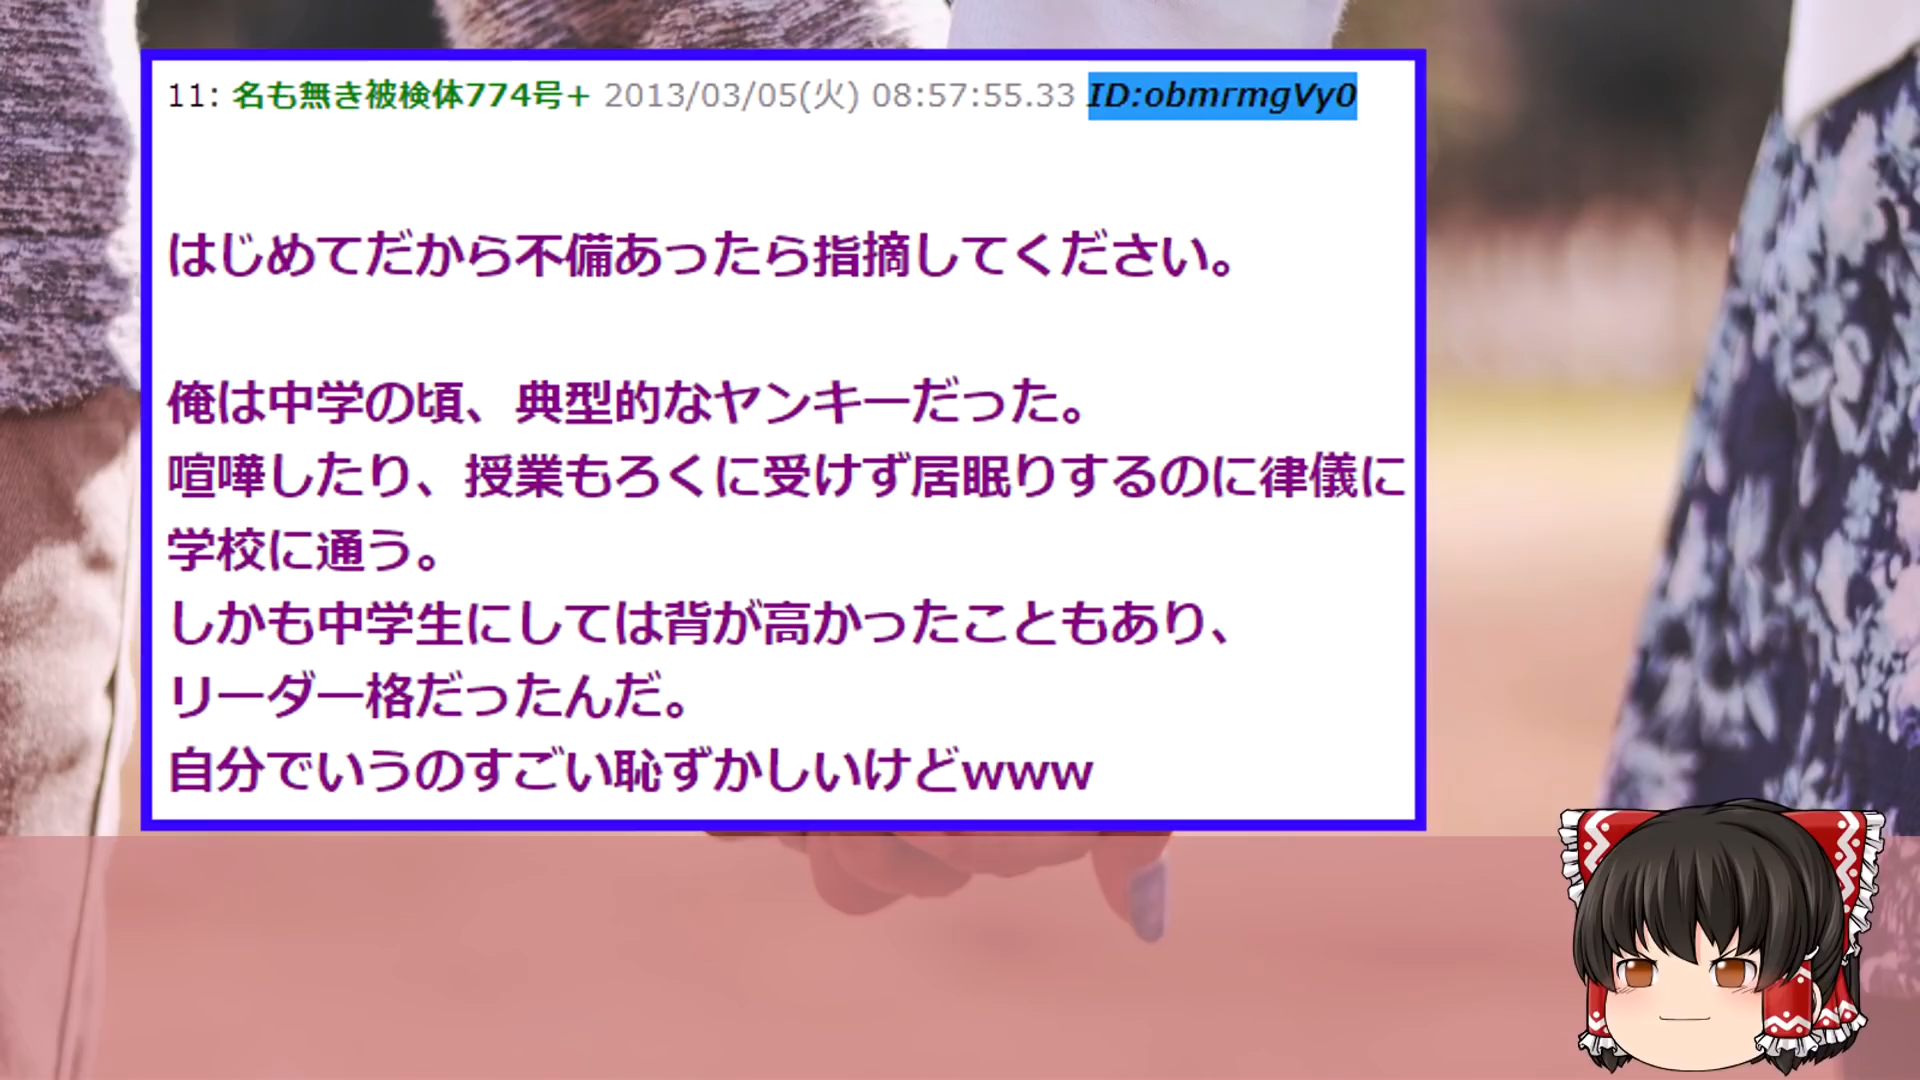 11: 名も無き被検体774号+ 2013/03/05(火) 08:57:55.33 ID:obmrmgVy0
はじめてだから不備あったら指摘してください。
俺は中学の頃、典型的なヤンキーだった。
喧嘩したり、授業もろくに受けず居眠りするのに律儀に
学校に通う。
しかも中学生にしては背が高かったこともあり、
リーダー格だったんだ。
自分でいうのすごい恥ずかしいけどwww